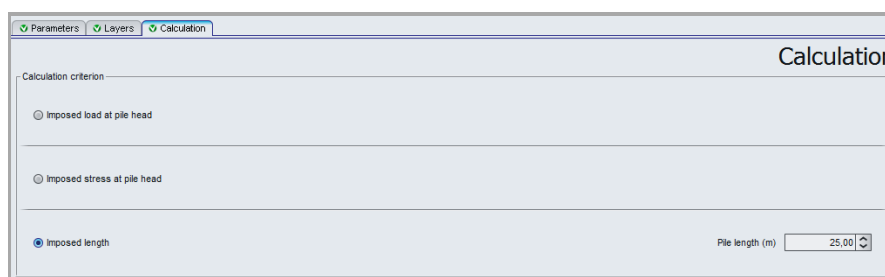 Parameters Layers Calculation
Calculation
Calculation criterion
Imposed load at pile head
Imposed stress at pile head
Imposed length Pile length (m) 25,00